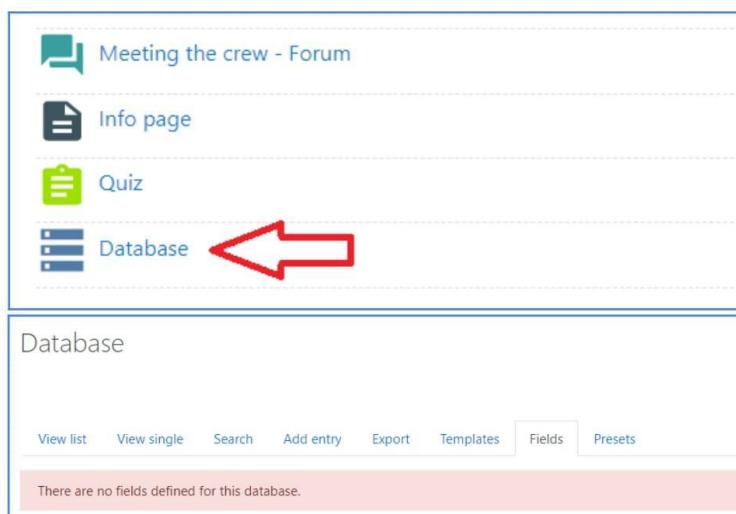 Meeting the crew - Forum
Info page
Quiz
Database
Database
View list View single Search Add entry Export Templates Fields Presets
There are no fields defined for this database.